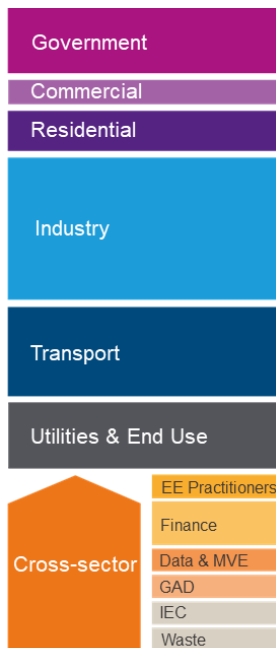 Government
Commercial
Residential
Industry
Transport
Utilities & End Use
Cross-sector
EE Practitioners
Finance
Data & MVE
GAD
IEC
Waste